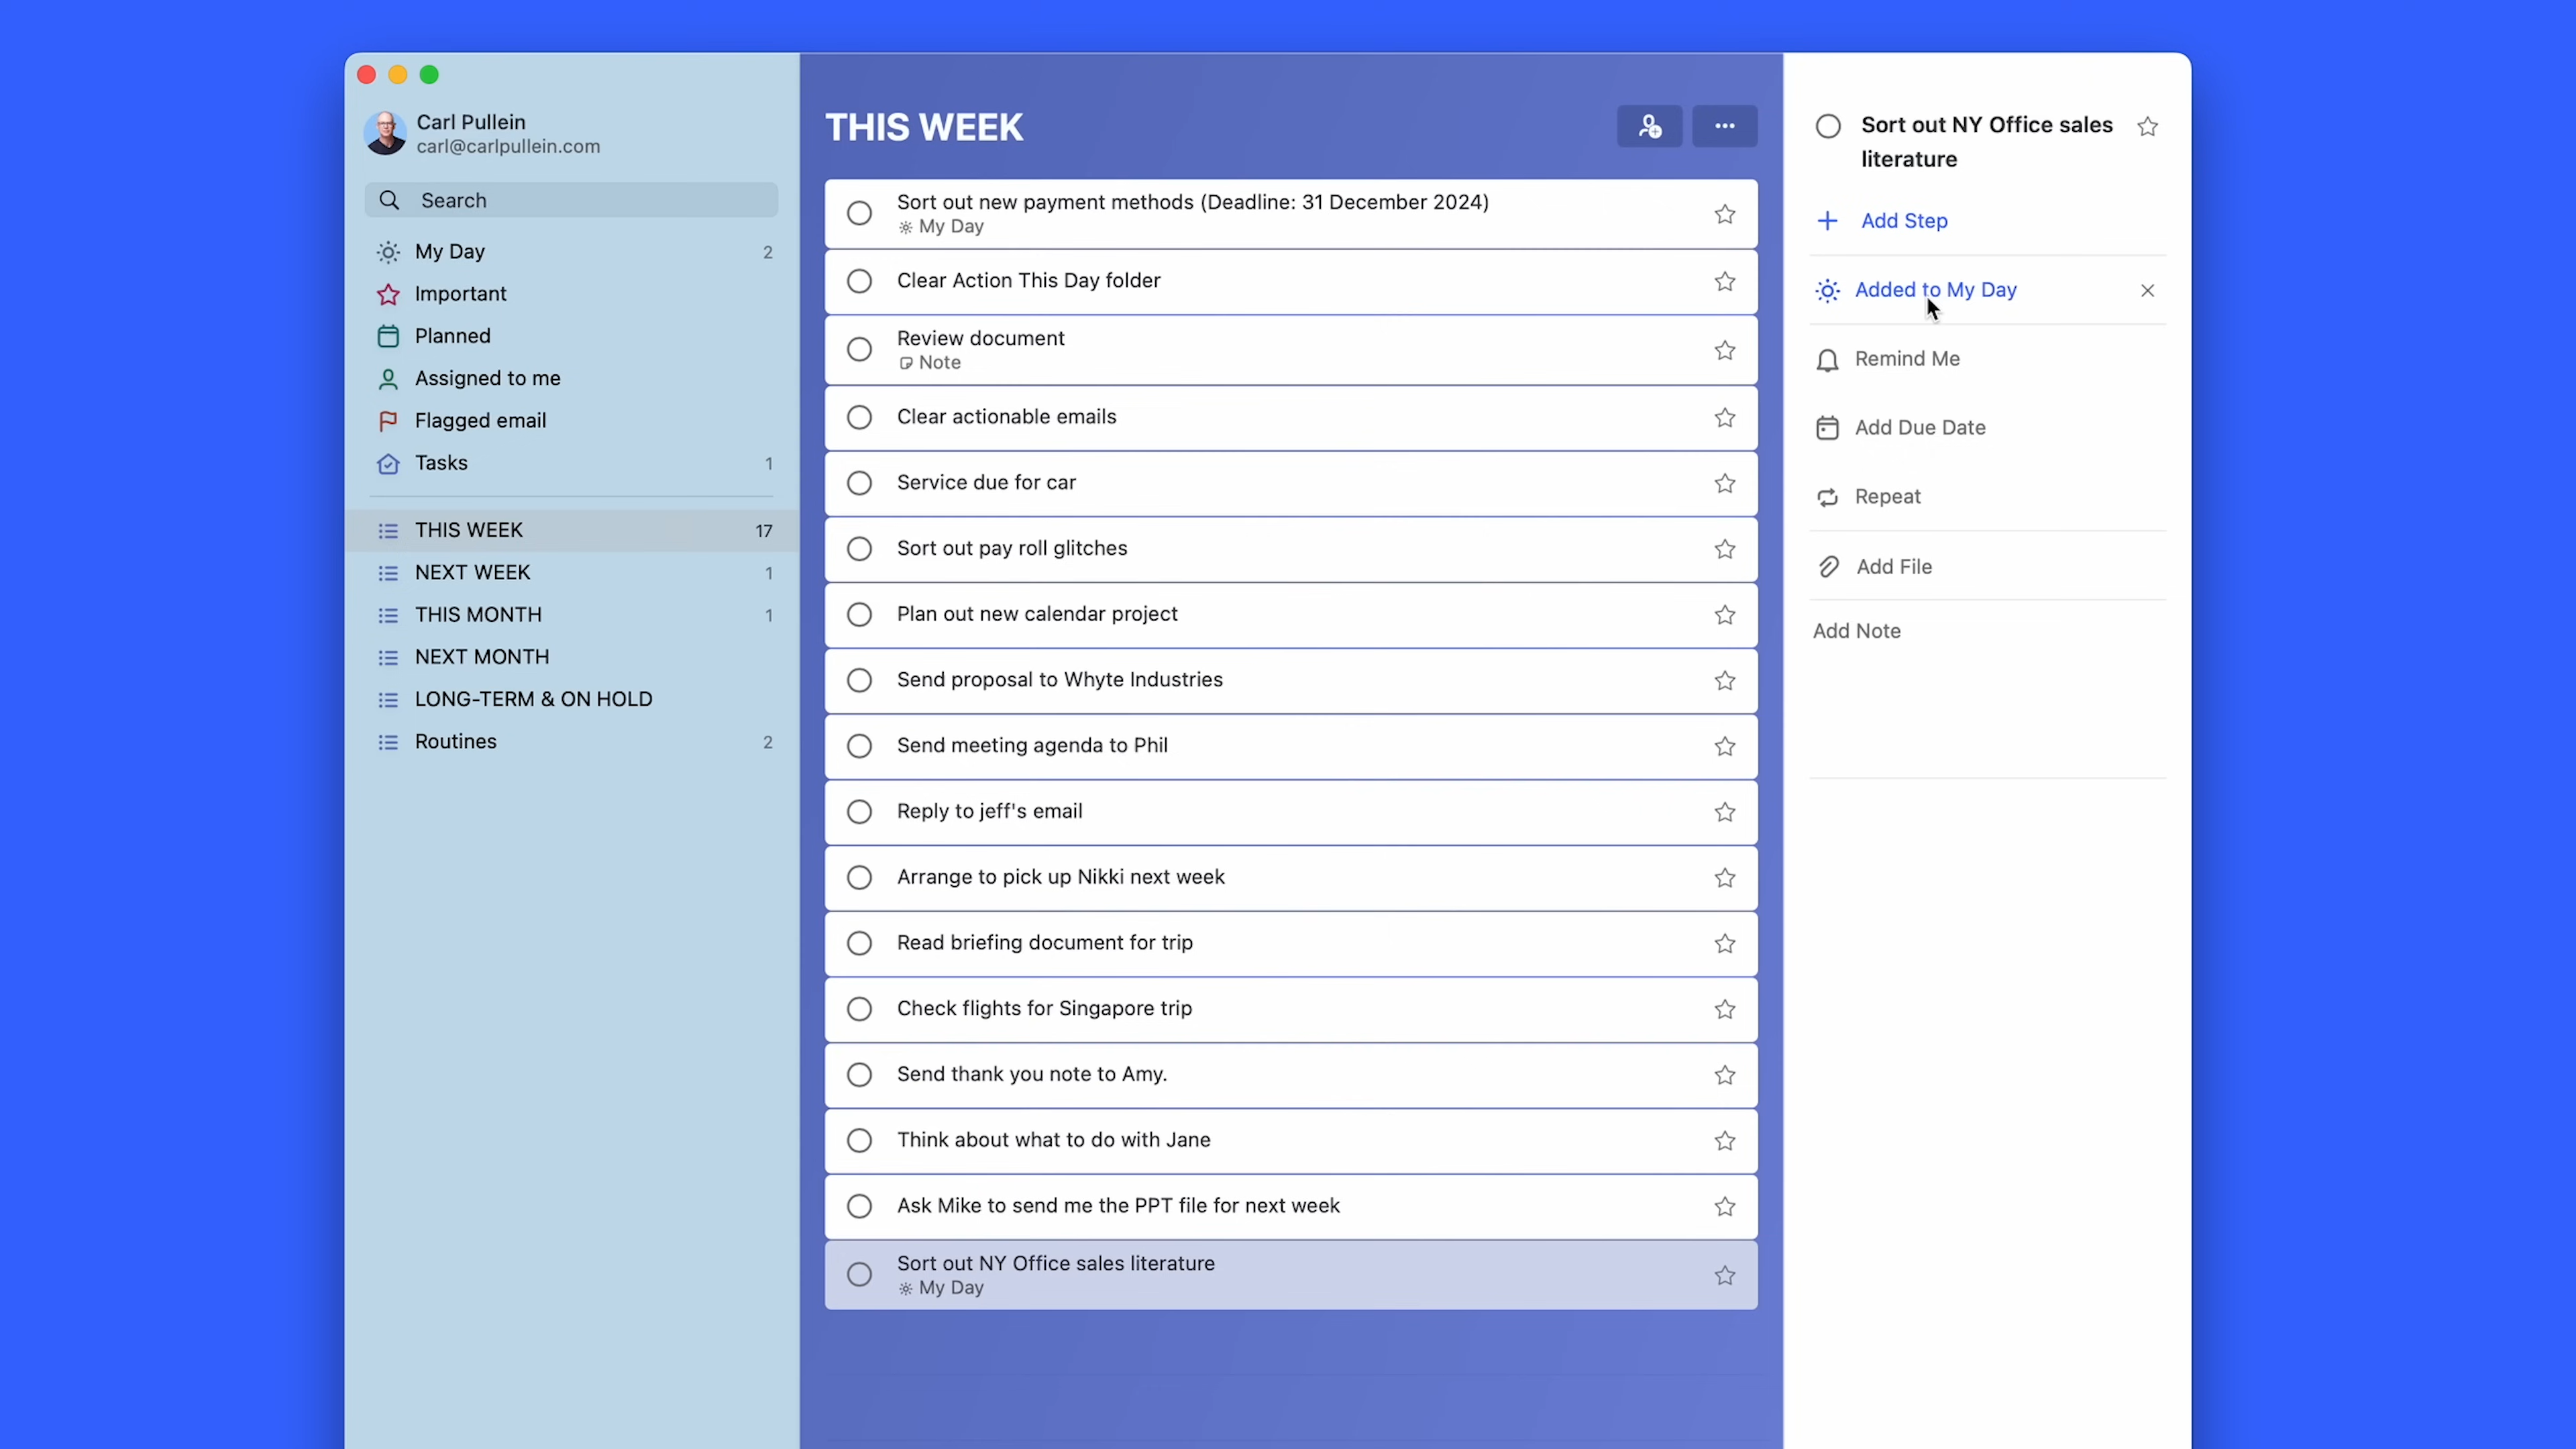 Carl Pullein
carl@carlpullein.com
Search
My Day 2
Important
Planned
Assigned to me
Flagged email
Tasks 1
THIS WEEK 17
NEXT WEEK 1
THIS MONTH 1
NEXT MONTH
LONG-TERM & ON HOLD
Routines 2
THIS WEEK
Sort out new payment methods (Deadline: 31 December 2024)
My Day
Clear Action This Day folder
Review document
Note
Clear actionable emails
Service due for car
Sort out pay roll glitches
Plan out new calendar project
Send proposal to Whyte Industries
Send meeting agenda to Phil
Reply to jeff's email
Arrange to pick up Nikki next week
Read briefing document for trip
Check flights for Singapore trip
Send thank you note to Amy.
Think about what to do with Jane
Ask Mike to send me the PPT file for next week
Sort out NY Office sales literature
My Day
Sort out NY Office sales
literature
Add Step
Added to My Day
Remind Me
Add Due Date
Repeat
Add File
Add Note